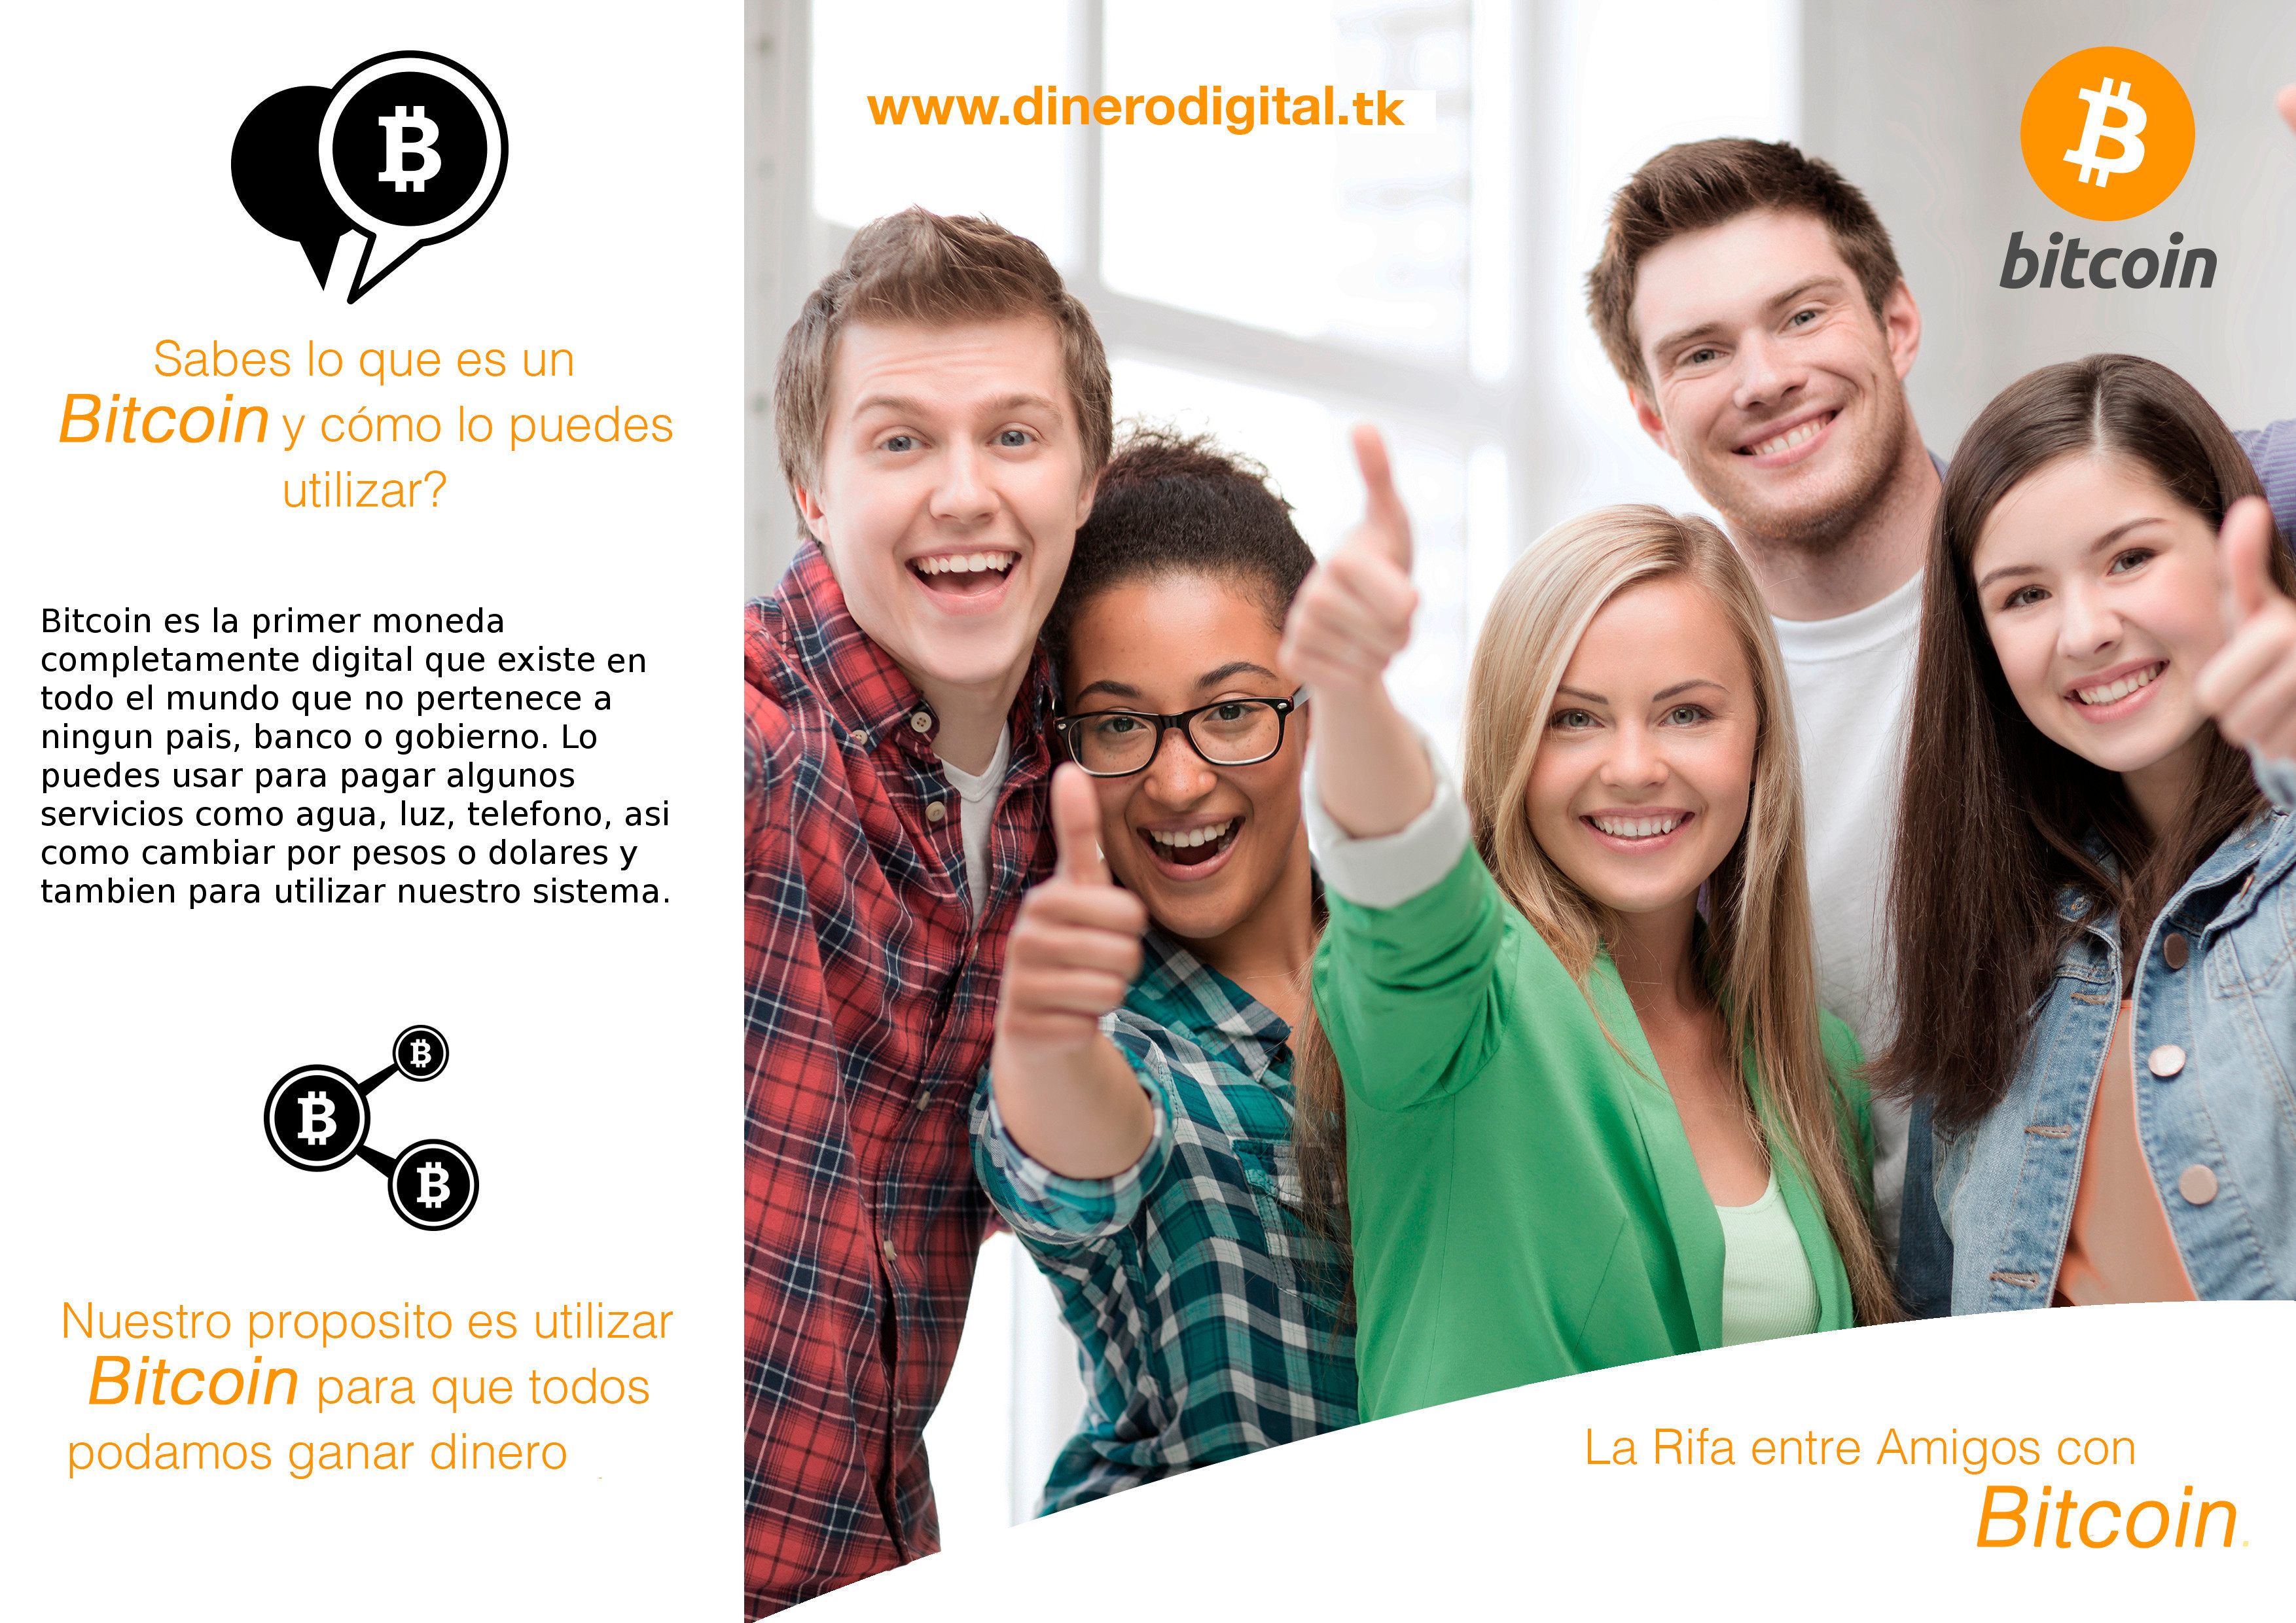 Sabes lo que es un
Bitcoin y cómo lo puedes
utilizar?
Bitcoin es la primer moneda
completamente digital que existe en
todo el mundo que no pertenece a
ningun pais, banco o gobierno. Lo
puedes usar para pagar algunos
servicios como agua, luz, telefono, asi
como cambiar por pesos o dolares y
tambien para utilizar nuestro sistema.
Nuestro proposito es utilizar
Bitcoin para que todos
podamos ganar dinero
www.dinerodigital.tk
bitcoin
La Rifa entre Amigos con
Bitcoin.